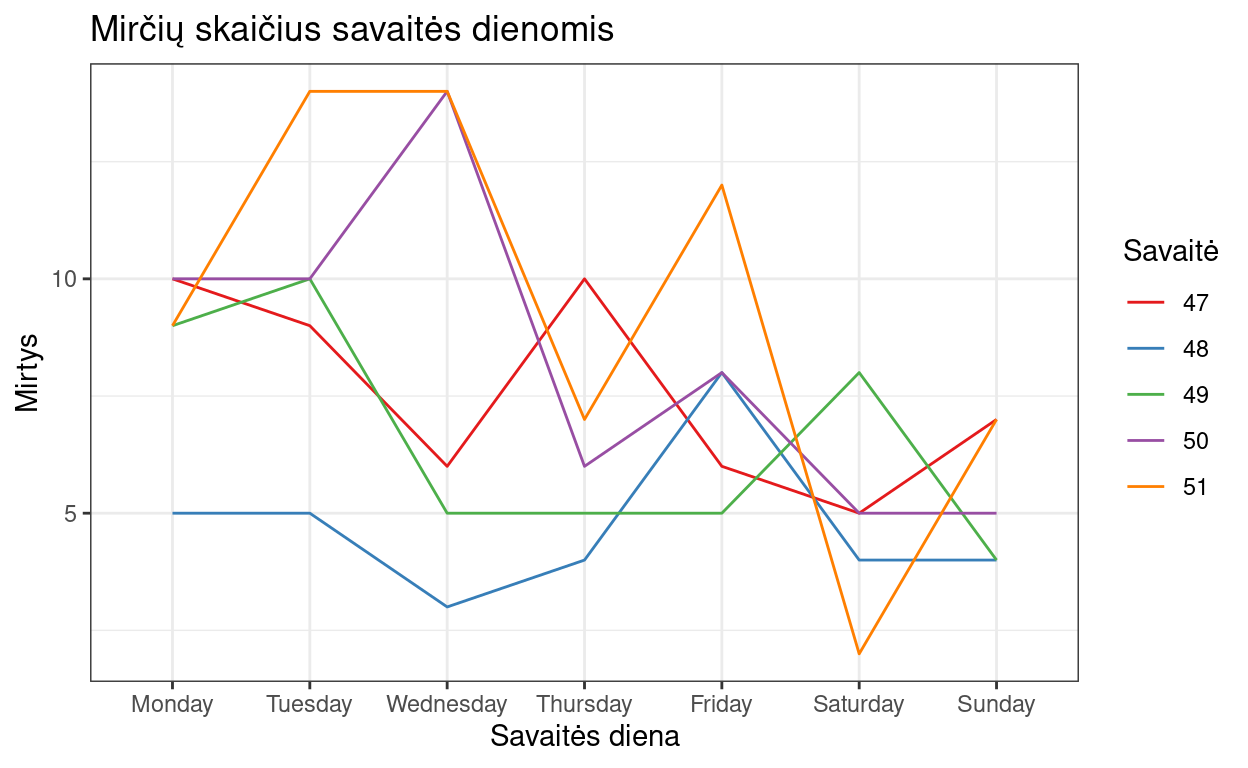 Mirčių skaičius savaitės dienomis
Mirtys
10
5
Monday Tuesday Wednesday Thursday Friday Saturday Sunday
Savaitės diena
Savaitė
47
48
49
50
51